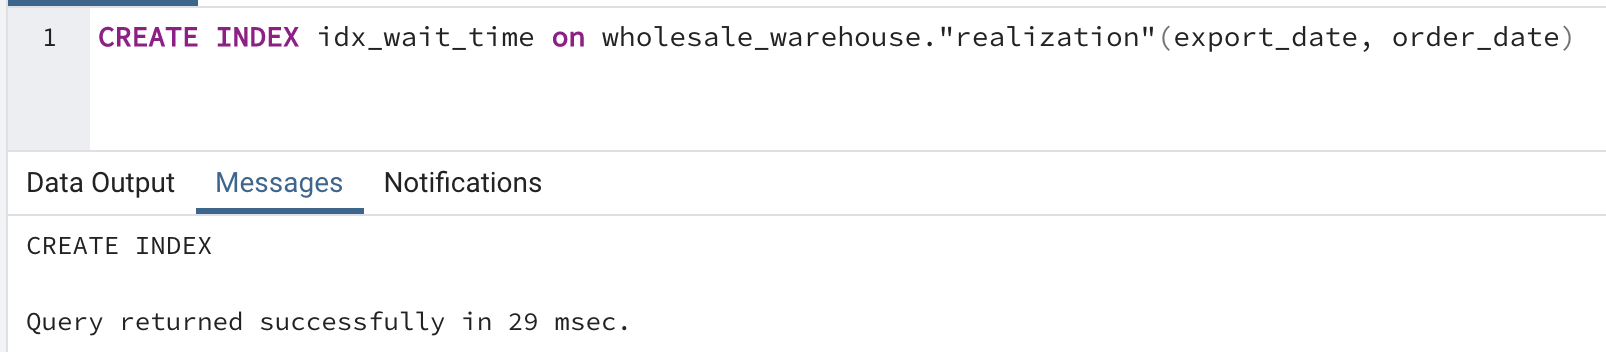 1 CREATE INDEX idx_wait_time on wholesale_warehouse."realization"(export_date, order_date)
Data Output Messages Notifications
CREATE INDEX
Query returned successfully in 29 msec.